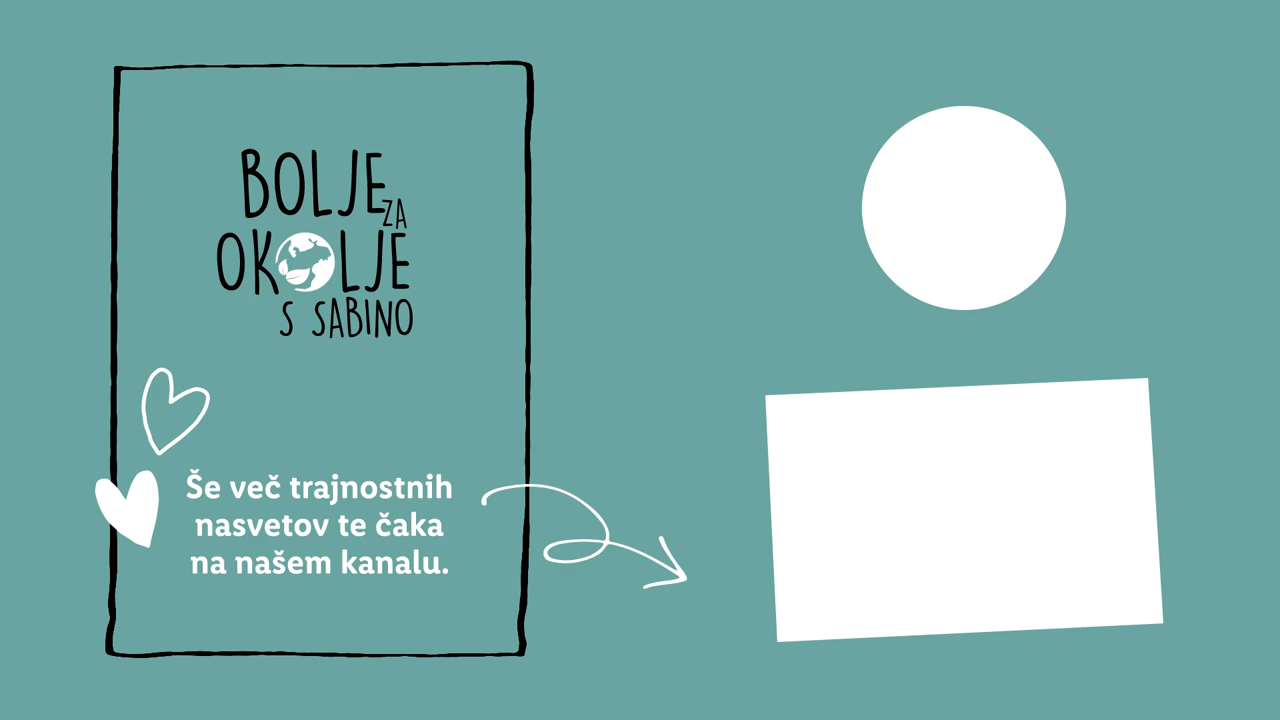 BOLJE
ZA
OKOLJE
S SABINO
Še več trajnostnih
nasvetov te čaka
na našem kanalu.